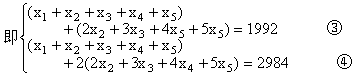 即{(x₁+x₂+x₃+x₄+x₅)
+(2x₂+3x₃+4x₅+5x₅)=1992 ③
(x₁+x₂+x₃+x₄+x₅)
+2(2x₂+3x₃+4x₄+5x₅)=2984 ④